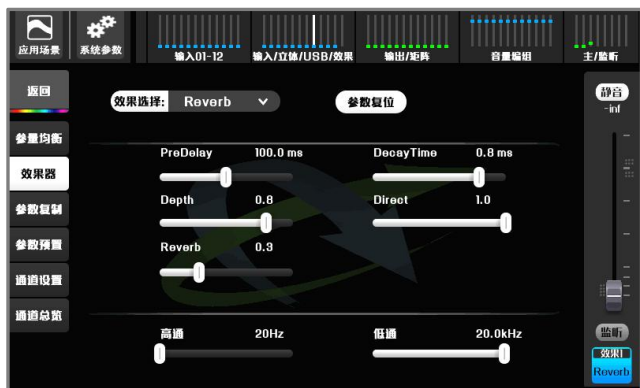 应用场景
系统参数
输入01-12
输入/立体/USB/效果
输出/矩阵
音量编组
主/监听
返回
效果选择: Reverb
参数复位
静音
-inf
参量均衡
PreDelay 100.0 ms
DecayTime 0.8 ms
效果器
Depth 0.8
Direct 1.0
参数复制
参数预置
Reverb 0.3
通道设置
通道总览
高通 20Hz
低通 20.0kHz
监听
效果1
Reverb